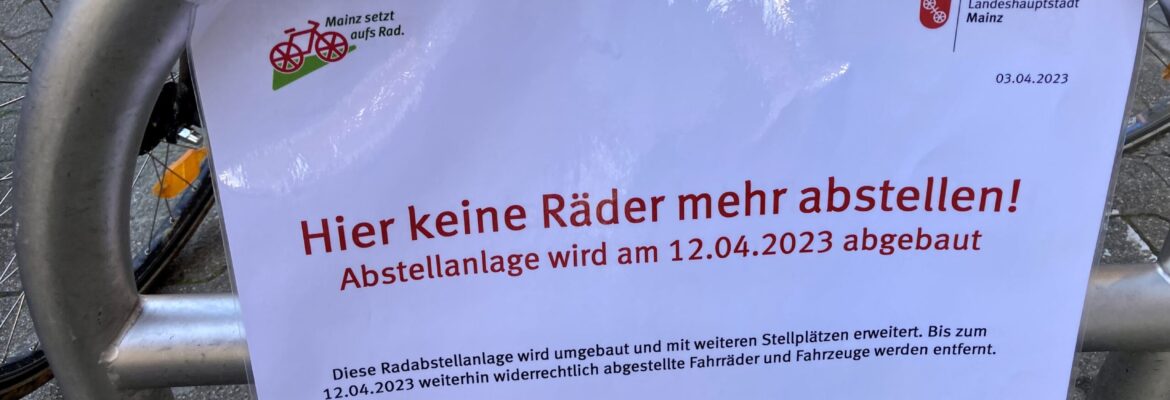 Mainz setzt
aufs Rad.
Landeshauptstadt
Mainz
03.04.2023
Hier keine Räder mehr abstellen!
Abstellanlage wird am 12.04.2023 abgebaut
Diese Radabstellanlage wird umgebaut und mit weiteren Stellplätzen erweitert. Bis zum
12.04.2023 weiterhin widerrechtlich abgestellte Fahrräder und Fahrzeuge werden entfernt.